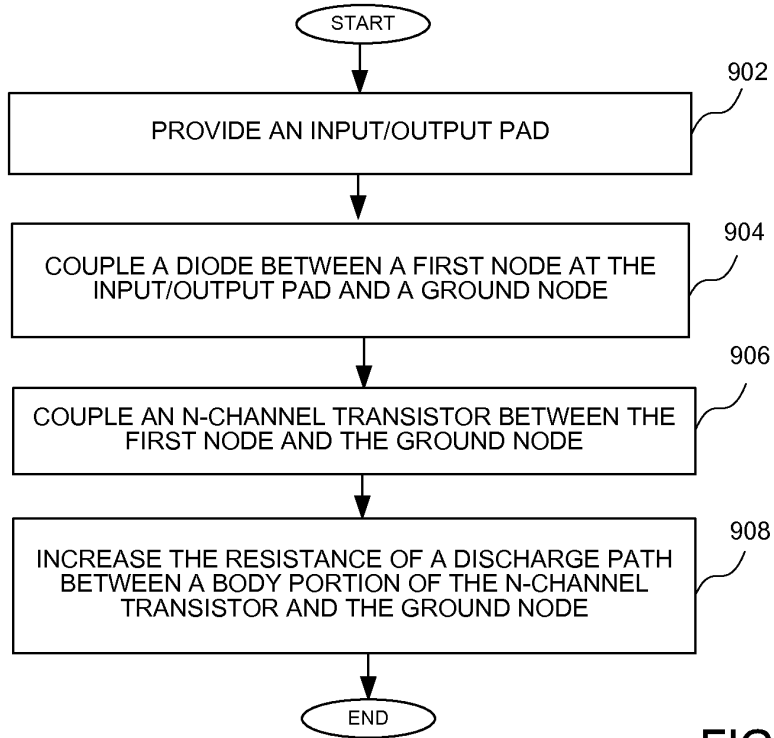 START
902
PROVIDE AN INPUT/OUTPUT PAD
904
COUPLE A DIODE BETWEEN A FIRST NODE AT THE
INPUT/OUTPUT PAD AND A GROUND NODE
906
COUPLE AN N-CHANNEL TRANSISTOR BETWEEN THE
FIRST NODE AND THE GROUND NODE
908
INCREASE THE RESISTANCE OF A DISCHARGE PATH
BETWEEN A BODY PORTION OF THE N-CHANNEL
TRANSISTOR AND THE GROUND NODE
END
FIG